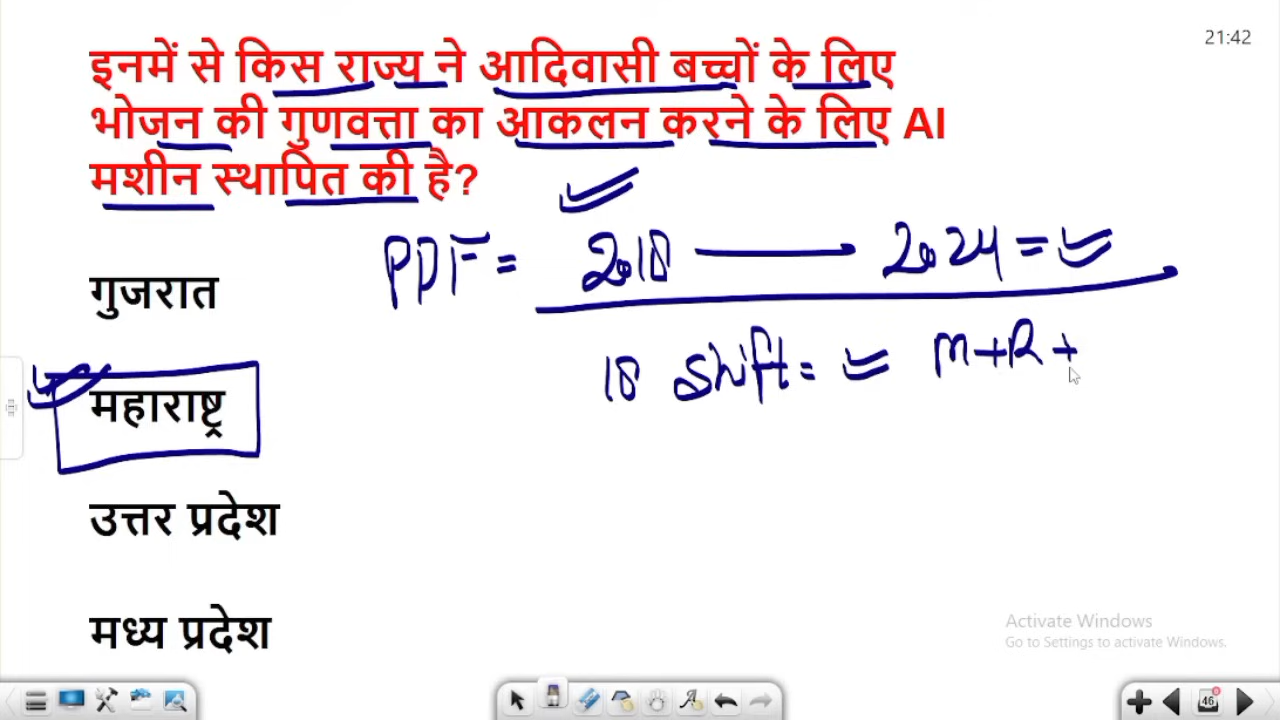 21:42
इनमें से किस राज्य ने आदिवासी बच्चों के लिए
भोजन की गुणवत्ता का आकलन करने के लिए AI
मशीन स्थापित की है?
PDF = 2018 — 2024 =
गुजरात
18 Shift = M+R+
महाराष्ट्र
उत्तर प्रदेश
Activate Windows
Go to Settings to activate Windows.
मध्य प्रदेश
46